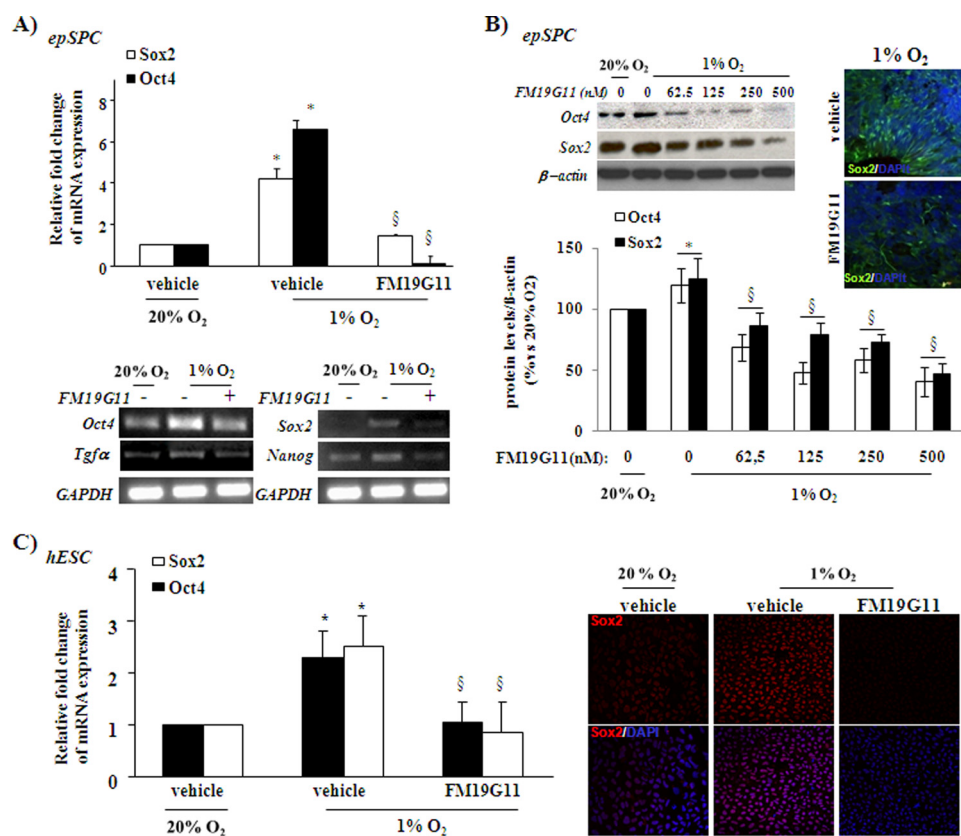 A)
epSPC
Sox2
Oct4
Relative fold change
of mRNA expression
8
6
4
2
0
*
*
§
§
vehicle
vehicle
FM19G11
20% O2
1% O2
20% O2
1% O2
FM19G11
-
-
+
Oct4
Tgfα
GAPDH
20% O2
1% O2
FM19G11
-
-
+
Sox2
Nanog
GAPDH
B)
epSPC
20% O2
1% O2
FM19G11 (nM)
0
0
62.5
125
250
500
Oct4
Sox2
β-actin
1% O2
vehicle
Sox2/DAPI
FM19G11
Sox2/DAPIt
Oct4
Sox2
protein levels/ß-actin
(%vs 20% O2)
150
100
50
0
*
§
§
§
§
FM19G11(nM):
0
0
62,5
125
250
500
20% O2
1% O2
C)
hESC
Sox2
Oct4
Relative fold change
of mRNA expression
4
3
2
1
0
*
*
§
§
vehicle
vehicle
FM19G11
20% O2
1% O2
20% O2
1% O2
vehicle
vehicle
FM19G11
Sox2
Sox2/DAPI